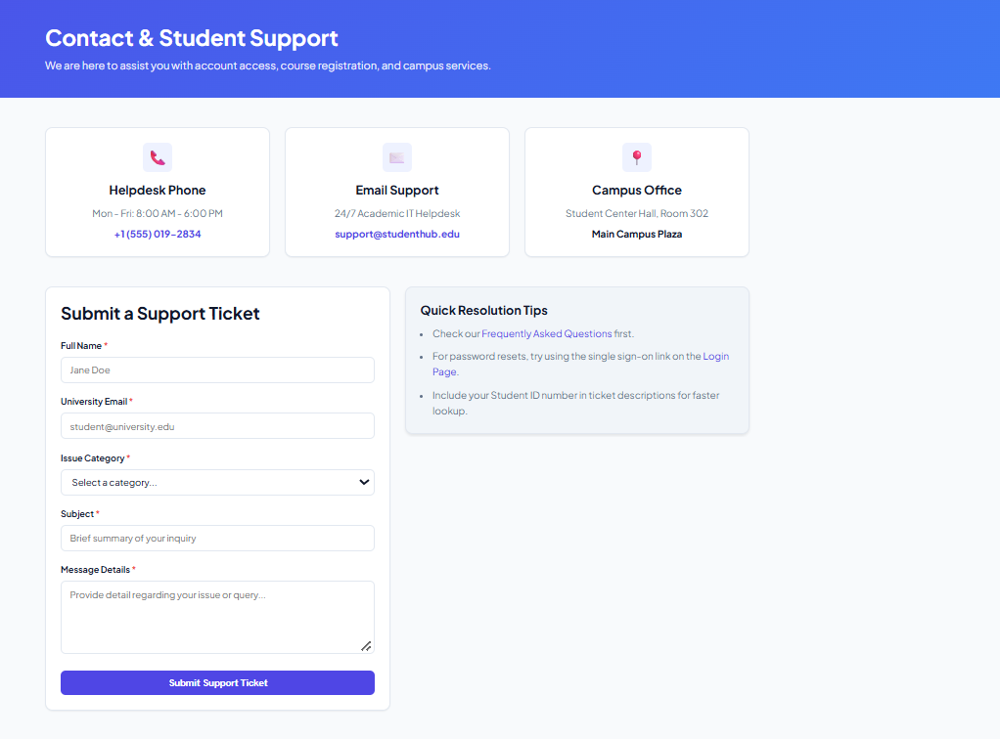 Contact & Student Support
We are here to assist you with account access, course registration, and campus services.
Helpdesk Phone
Mon - Fri: 8:00 AM - 6:00 PM
+1 (555) 019-2834
Email Support
24/7 Academic IT Helpdesk
support@studenthub.edu
Campus Office
Student Center Hall, Room 302
Main Campus Plaza
Submit a Support Ticket
Full Name *
Jane Doe
University Email *
student@university.edu
Issue Category *
Select a category...
Subject *
Brief summary of your inquiry
Message Details *
Provide detail regarding your issue or query...
Submit Support Ticket
Quick Resolution Tips
• Check our Frequently Asked Questions first.
• For password resets, try using the single sign-on link on the Login
Page.
• Include your Student ID number in ticket descriptions for faster
lookup.